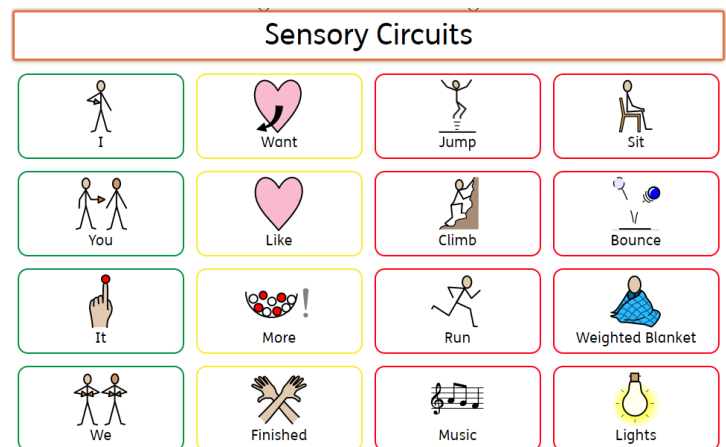 Sensory Circuits
I
Want
Jump
Sit
You
Like
Climb
Bounce
It
More
Run
Weighted Blanket
We
Finished
Music
Lights